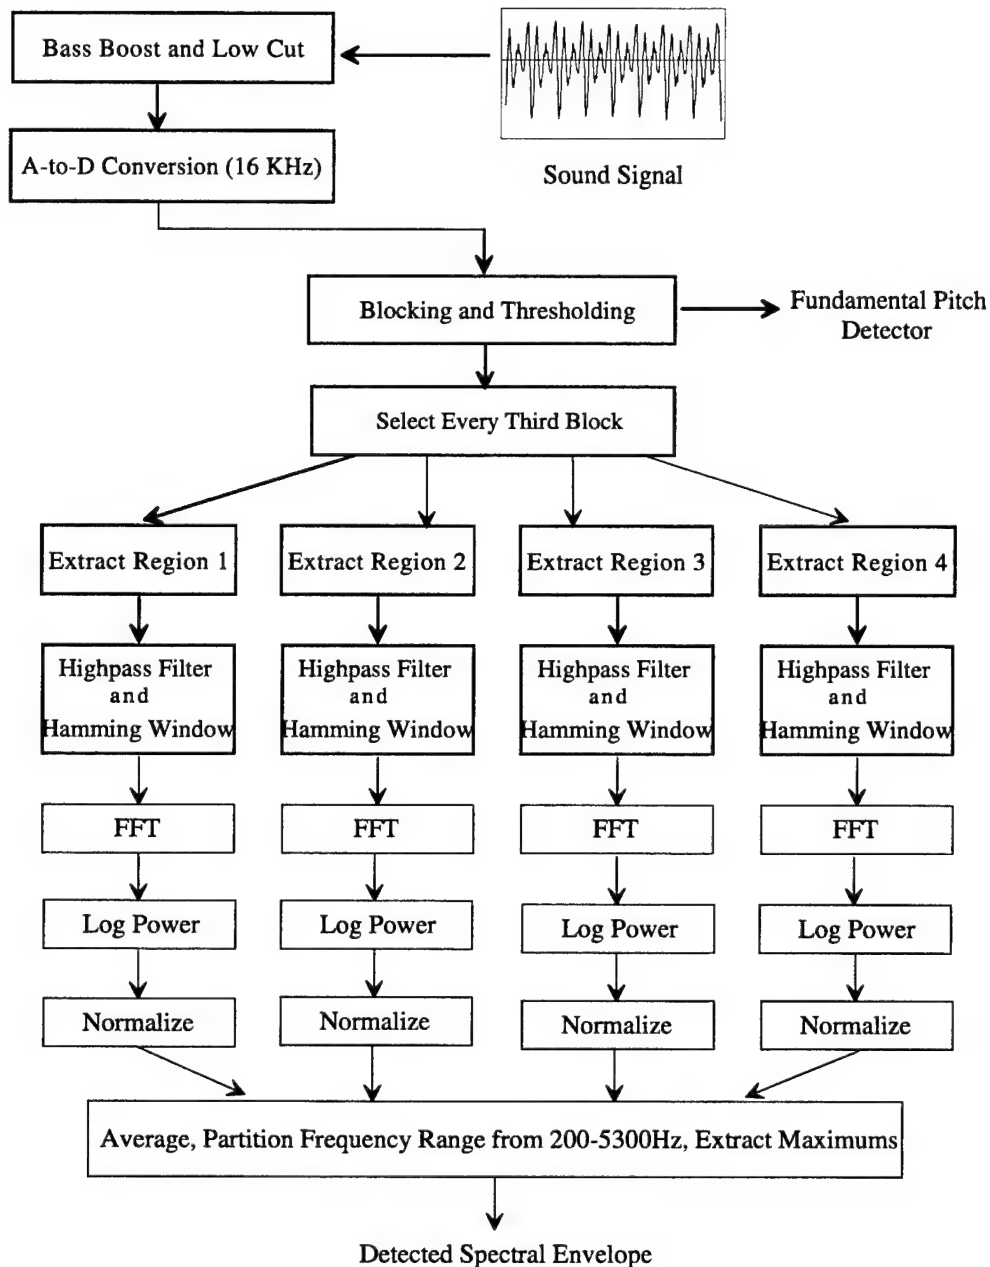 Bass Boost and Low Cut
A-to-D Conversion (16 KHz)
Sound Signal
Blocking and Thresholding
Fundamental Pitch
Detector
Select Every Third Block
Extract Region 1
Extract Region 2
Extract Region 3
Extract Region 4
Highpass Filter
and
Hamming Window
Highpass Filter
and
Hamming Window
Highpass Filter
and
Hamming Window
Highpass Filter
and
Hamming Window
FFT
FFT
FFT
FFT
Log Power
Log Power
Log Power
Log Power
Normalize
Normalize
Normalize
Normalize
Average, Partition Frequency Range from 200-5300Hz, Extract Maximums
Detected Spectral Envelope